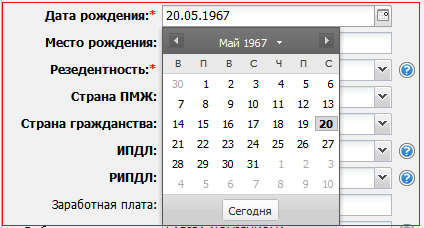 Дата рождения:* 20.05.1967
Место рождения:
Май 1967
Резедентность:*
В П В С Ч П С
30 1 2 3 4 5 6
Страна ПМЖ:
7 8 9 10 11 12 13
Страна гражданства:
14 15 16 17 18 19 20
ИПДЛ:
21 22 23 24 25 26 27
28 29 30 31 1 2 3
РИПДЛ:
4 5 6 7 8 9 10
Заработная плата:
Сегодня